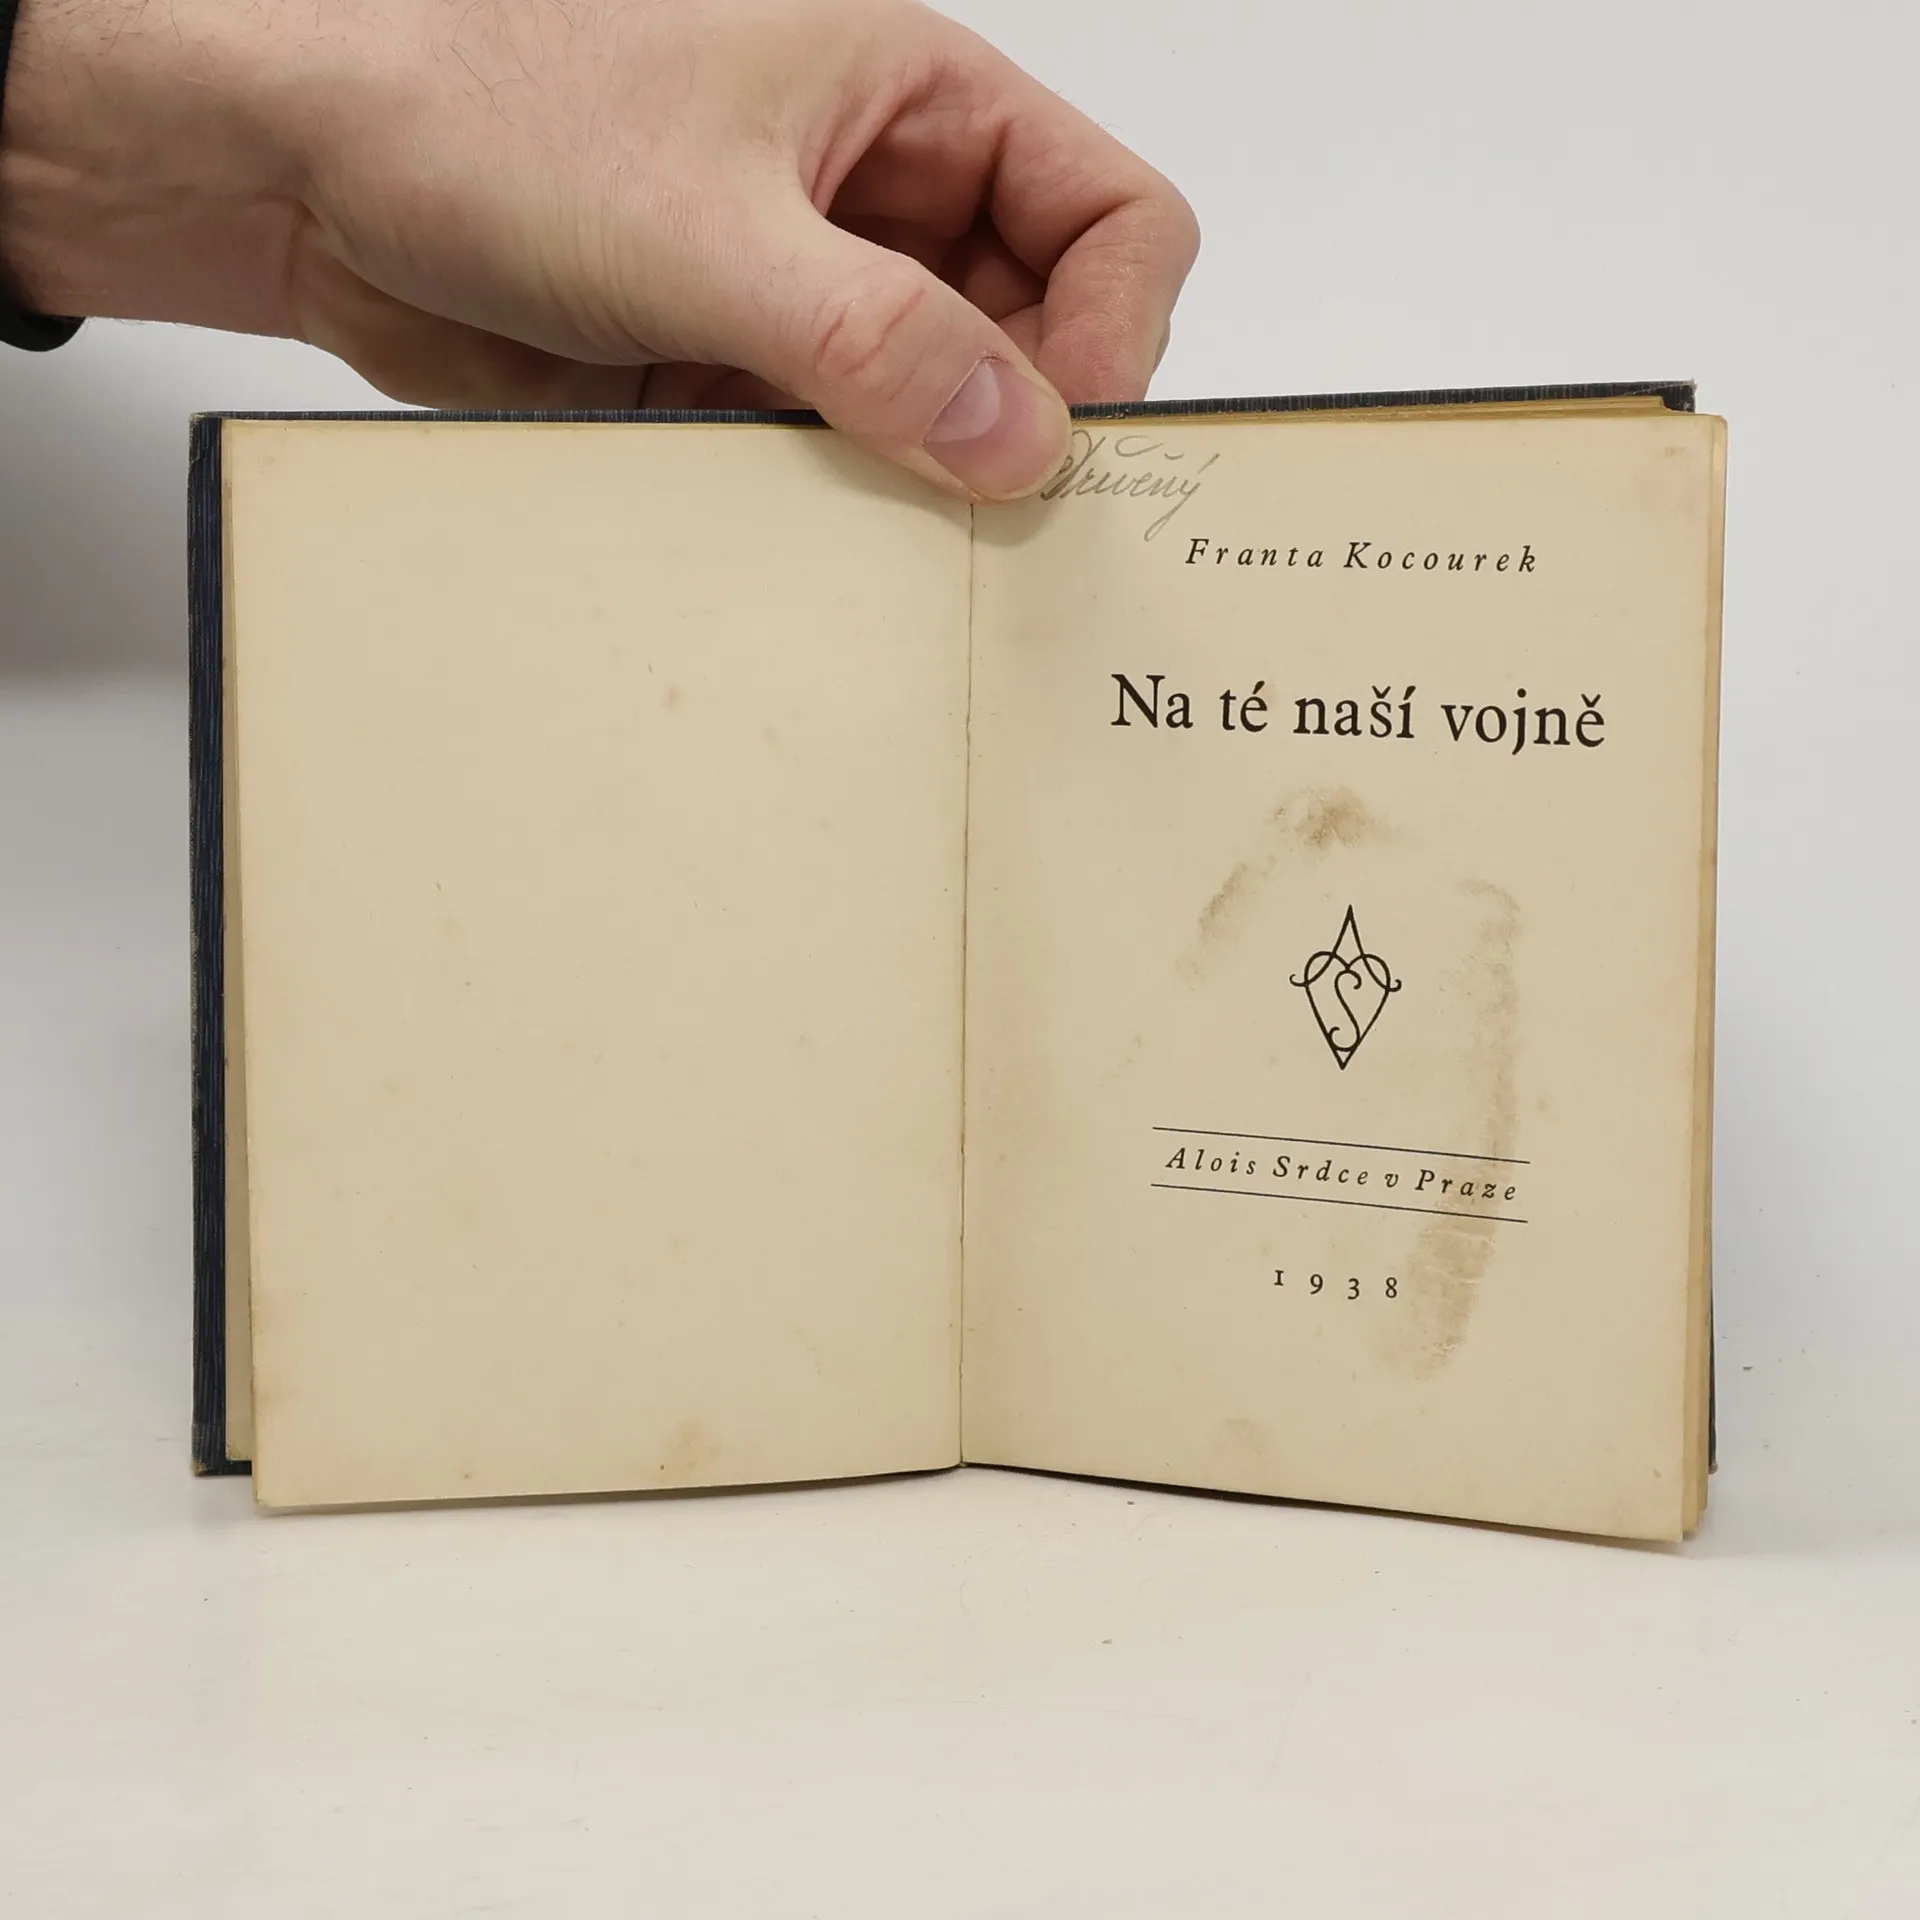 Franta Kocourek
Na té naší vojně
S
Alois Srdce v Praze
1938